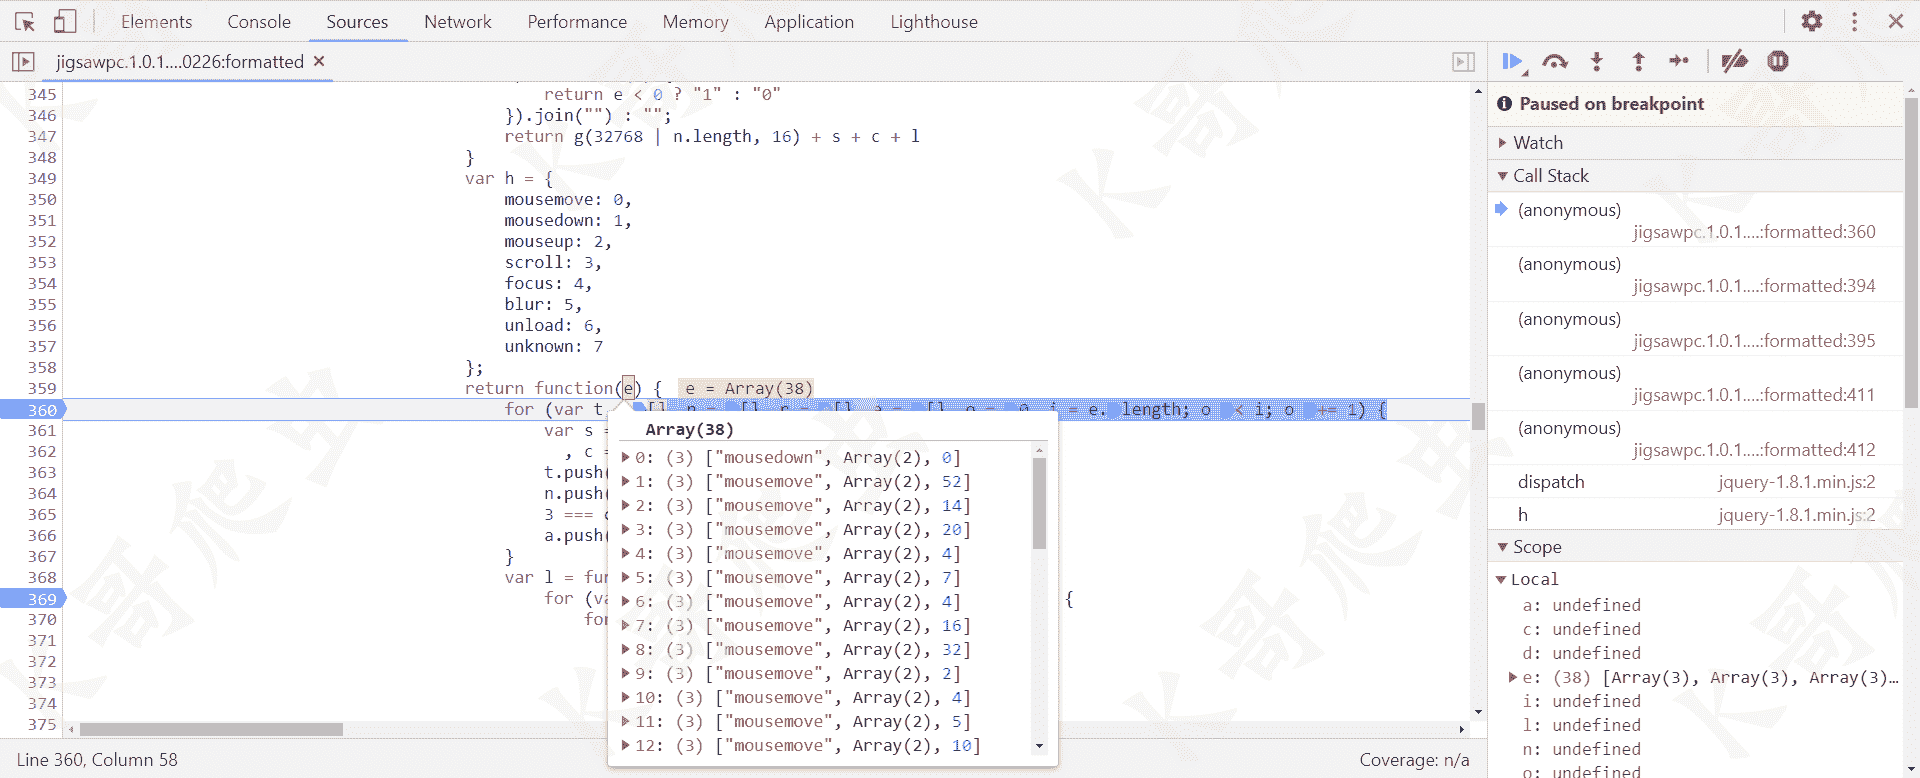 Elements Console Sources Network Performance Memory Application Lighthouse
jigsawpc.1.0.1....0226:formatted
345 return e < 0 ? "1" : "0"
346 }).join("") : "";
347 return g(32768 | n.length, 16) + s + c + l
348 }
349 var h = {
350 mousemove: 0,
351 mousedown: 1,
352 mouseup: 2,
353 scroll: 3,
354 focus: 4,
355 blur: 5,
356 unload: 6,
357 unknown: 7
358 };
359 return function(e) { e = Array(38)
360 for (var t = [], n = [], r = [], a = [], o = 0, i = e.length; o < i; o += 1) {
361 var s =
362 , c =
363 t.push(
364 n.push(
365 3 ===
366 a.push(
367 }
368 var l = fun
369 for (va {
370 for
371
372
373
374
375
Array(38)
0: (3) ["mousedown", Array(2), 0]
1: (3) ["mousemove", Array(2), 52]
2: (3) ["mousemove", Array(2), 14]
3: (3) ["mousemove", Array(2), 20]
4: (3) ["mousemove", Array(2), 4]
5: (3) ["mousemove", Array(2), 7]
6: (3) ["mousemove", Array(2), 4]
7: (3) ["mousemove", Array(2), 16]
8: (3) ["mousemove", Array(2), 32]
9: (3) ["mousemove", Array(2), 2]
10: (3) ["mousemove", Array(2), 4]
11: (3) ["mousemove", Array(2), 5]
12: (3) ["mousemove", Array(2), 10]
Line 360, Column 58
Coverage: n/a
Paused on breakpoint
Watch
Call Stack
(anonymous)
jigsawpc.1.0.1....:formatted:360
(anonymous)
jigsawpc.1.0.1....:formatted:394
(anonymous)
jigsawpc.1.0.1....:formatted:395
(anonymous)
jigsawpc.1.0.1....:formatted:411
(anonymous)
jigsawpc.1.0.1....:formatted:412
dispatch jquery-1.8.1.min.js:2
h jquery-1.8.1.min.js:2
Scope
Local
a: undefined
c: undefined
d: undefined
e: (38) [Array(3), Array(3), Array(3)…
i: undefined
l: undefined
n: undefined
o: undefined
K哥爬虫